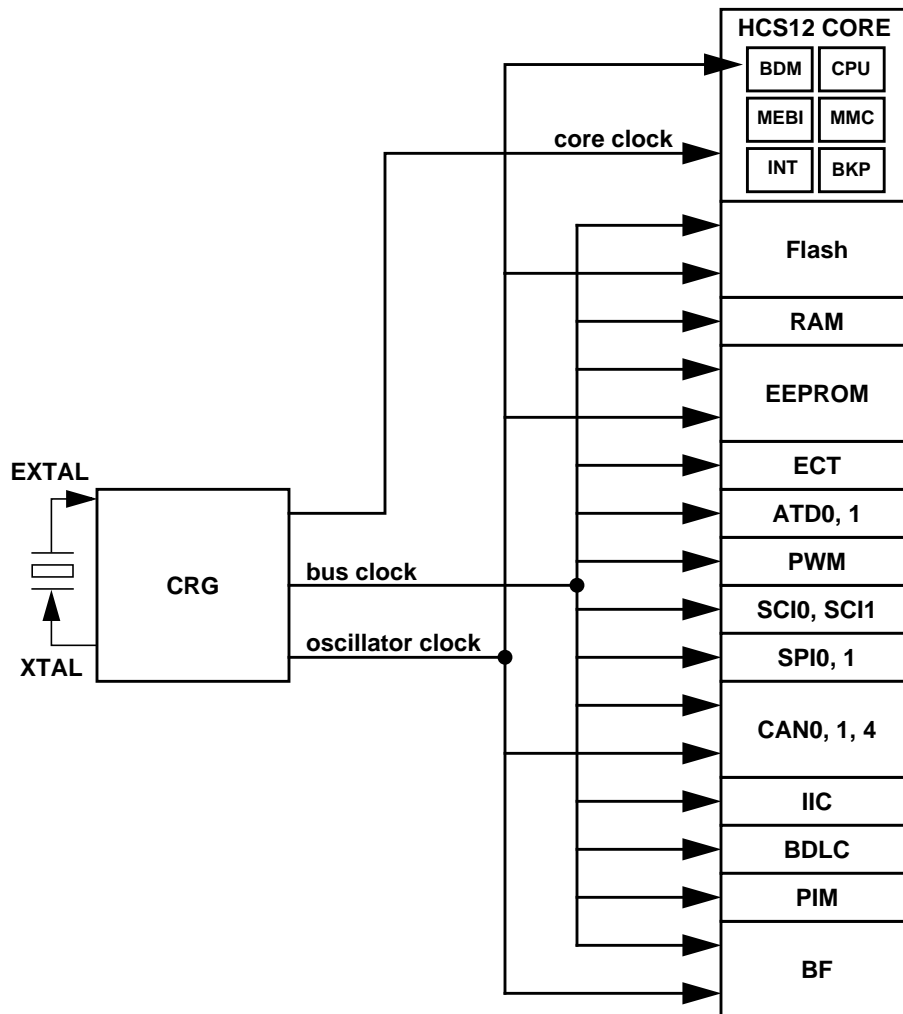 HCS12 CORE
BDM CPU
MEBI MMC
INT BKP
core clock
Flash
RAM
EEPROM
ECT
ATD0, 1
PWM
SCI0, SCI1
SPI0, 1
CAN0, 1, 4
IIC
BDLC
PIM
BF
EXTAL
CRG
XTAL
bus clock
oscillator clock